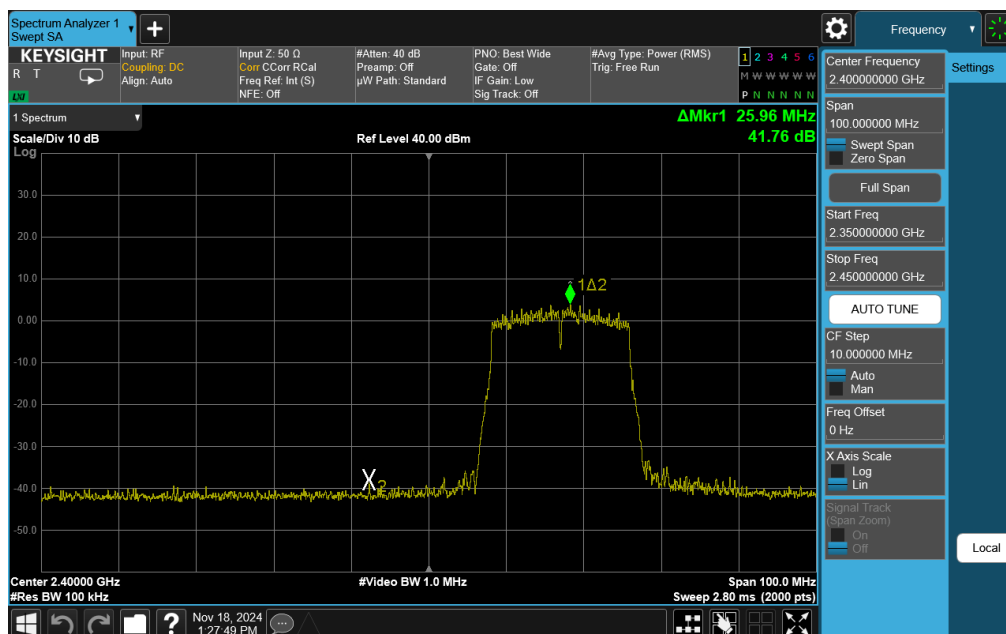 Spectrum Analyzer 1
Swept SA
+
Frequency
KEYSIGHT
R T
LXI
Input: RF
Coupling: DC
Align: Auto
Input Z: 50 Ω
Corr CCorr RCal
Freq Ref: Int (S)
NFE: Off
#Atten: 40 dB
Preamp: Off
µW Path: Standard
PNO: Best Wide
Gate: Off
IF Gain: Low
Sig Track: Off
#Avg Type: Power (RMS)
Trig: Free Run
1 2 3 4 5 6
M W W W W W
P N N N N N
1 Spectrum
Scale/Div 10 dB
Ref Level 40.00 dBm
ΔMkr1 25.96 MHz
41.76 dB
Log
30.0
20.0
10.0
0.00
-10.0
-20.0
-30.0
-40.0
-50.0
1Δ2
X2
Center 2.40000 GHz
#Res BW 100 kHz
#Video BW 1.0 MHz
Span 100.0 MHz
Sweep 2.80 ms (2000 pts)
Center Frequency
2.400000000 GHz
Settings
Span
100.000000 MHz
Swept Span
Zero Span
Full Span
Start Freq
2.350000000 GHz
Stop Freq
2.450000000 GHz
AUTO TUNE
CF Step
10.000000 MHz
Auto
Man
Freq Offset
0 Hz
X Axis Scale
Log
Lin
Signal Track
(Span Zoom)
On
Off
Local
?
Nov 18, 2024
1:27:49 PM